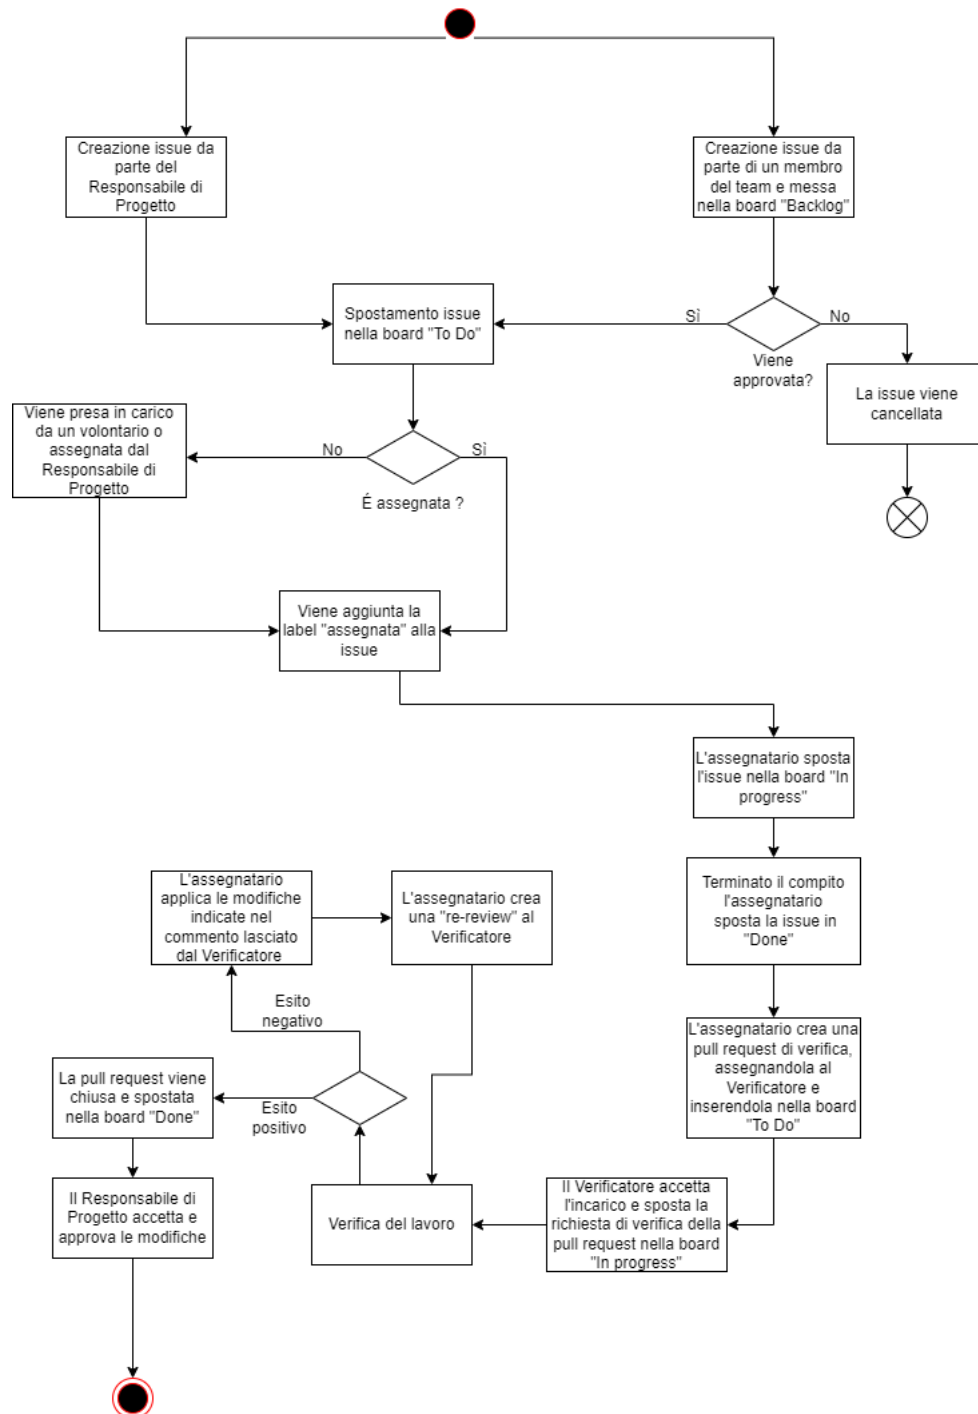 Creazione issue da
parte del
Responsabile di
Progetto
Creazione issue da
parte di un membro
del team e messa
nella board "Backlog"
Spostamento issue
nella board "To Do"
Sì
No
Viene
approvata?
La issue viene
cancellata
Viene presa in carico
da un volontario o
assegnata dal
Responsabile di
Progetto
No
Sì
É assegnata ?
Viene aggiunta la
label "assegnata" alla
issue
L'assegnatario sposta
l'issue nella board "In
progress"
Terminato il compito
l'assegnatario
sposta la issue in
"Done"
L'assegnatario crea una
pull request di verifica,
assegnandola al
Verificatore e
inserendola nella board
"To Do"
Il Verificatore accetta
l'incarico e sposta la
richiesta di verifica della
pull request nella board
"In progress"
Verifica del lavoro
Esito
negativo
L'assegnatario
applica le modifiche
indicate nel
commento lasciato
dal Verificatore
L'assegnatario crea
una "re-review" al
Verificatore
Esito
positivo
La pull request viene
chiusa e spostata
nella board "Done"
Il Responsabile di
Progetto accetta e
approva le modifiche